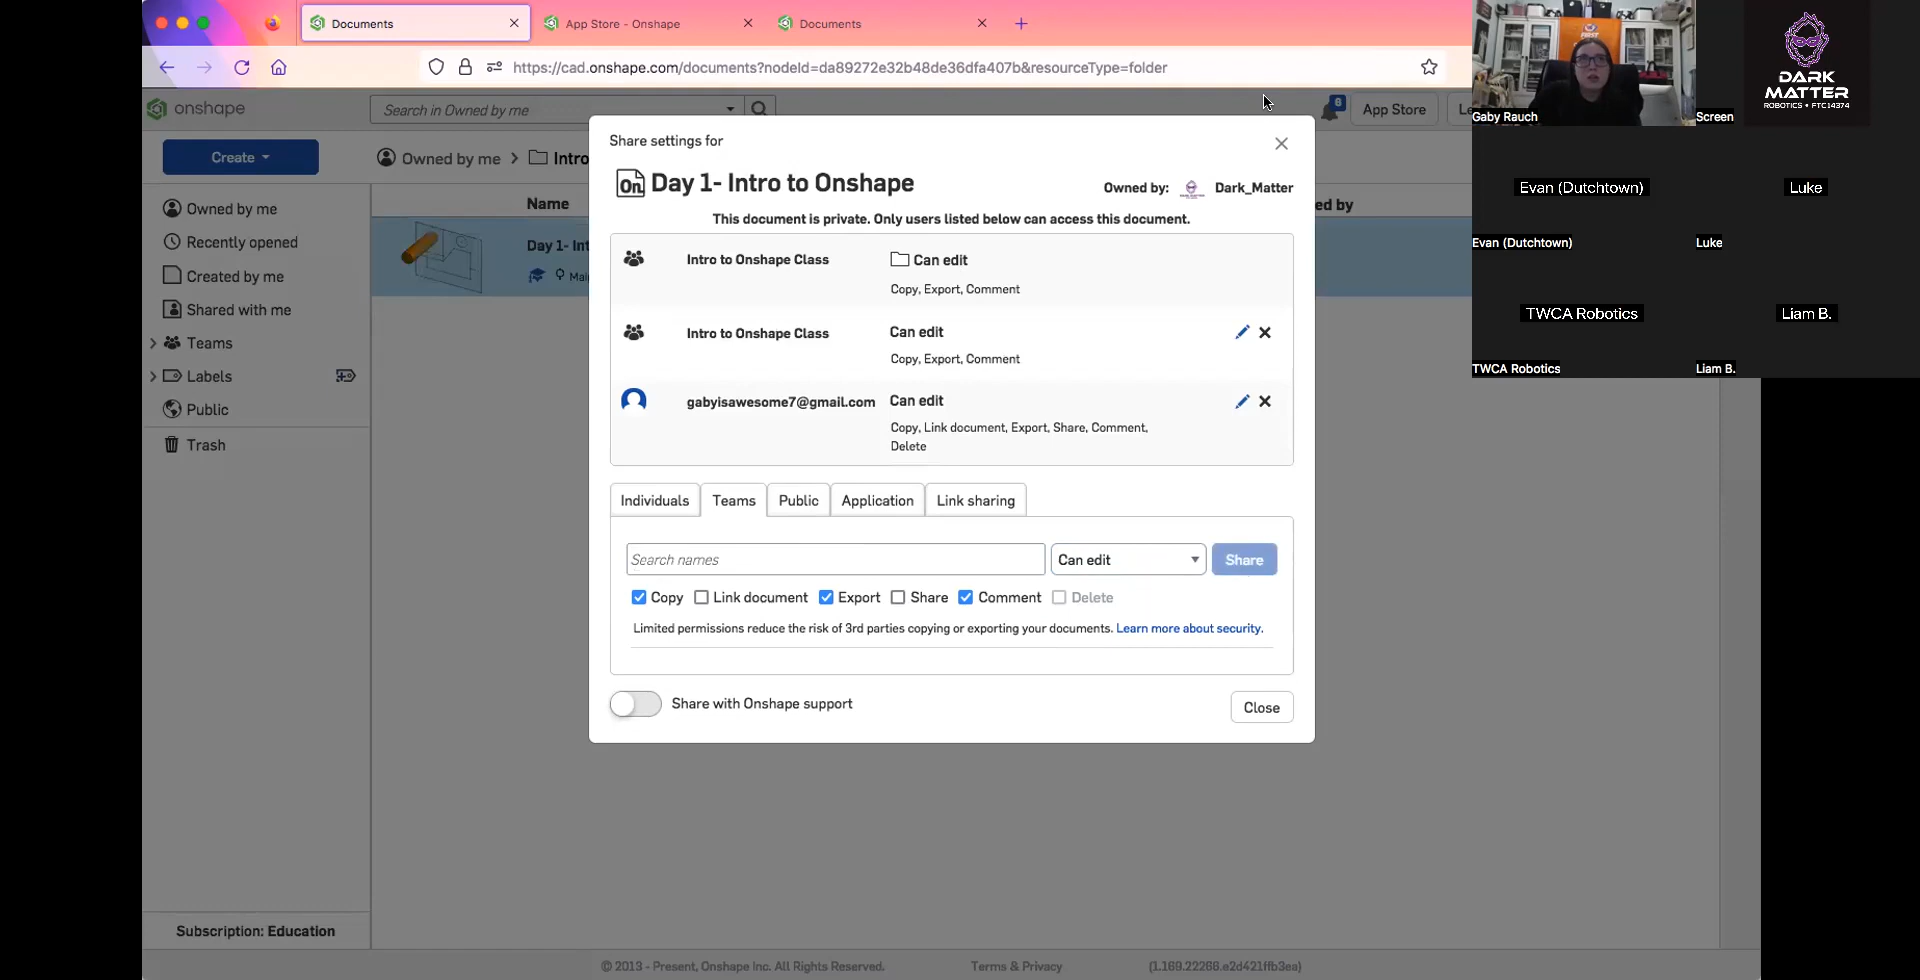 Documents
App Store - Onshape
Documents
https://cad.onshape.com/documents?nodeId=da89272e32b48de36dfa407b&resourceType=folder
onshape
Search in Owned by me
6
App Store
Create
Owned by me
Intro
Name
ed by
Owned by me
Recently opened
Created by me
Shared with me
Teams
Labels
Public
Trash
Day 1- Int
Subscription: Education
Share settings for
On
Day 1- Intro to Onshape
Owned by: Dark_Matter
This document is private. Only users listed below can access this document.
Intro to Onshape Class
Can edit
Copy, Export, Comment
Intro to Onshape Class
Can edit
Copy, Export, Comment
gabyisawesome7@gmail.com
Can edit
Copy, Link document, Export, Share, Comment,
Delete
Individuals
Teams
Public
Application
Link sharing
Search names
Can edit
Share
Copy
Link document
Export
Share
Comment
Delete
Limited permissions reduce the risk of 3rd parties copying or exporting your documents. Learn more about security.
Share with Onshape support
Close
© 2013 - Present, Onshape Inc. All Rights Reserved.
Terms & Privacy
(1.169.22266.e2d421ffb3ea)
FIRST
Gaby Rauch
Screen
DARK
MATTER
ROBOTICS • FTC14374
Evan (Dutchtown)
Luke
Evan (Dutchtown)
Luke
TWCA Robotics
Liam B.
TWCA Robotics
Liam B.